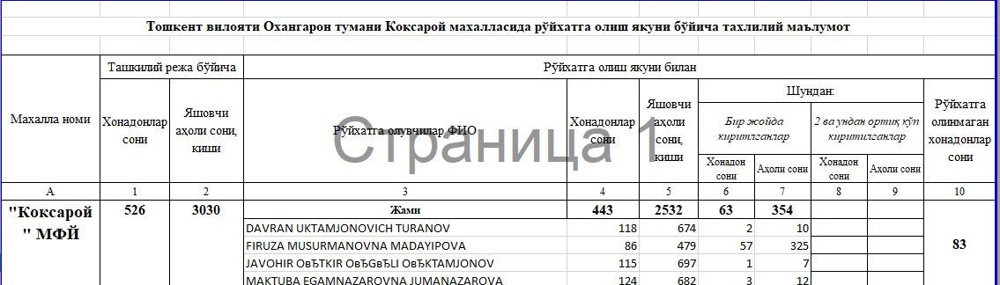 Тошкент вилояти Охангарон тумани Коксарой махалласида рўйхатга олиш якуни бўйича тахлилий маълумот
Махалла номи
Ташкилий режа бўйича
Рўйхатга олиш якуни билан
Хонадонлар сони
Яшовчи аҳоли сони, киши
Рўйхатга олувчилар ФИО
Хонадонлар сони
Яшовчи аҳоли сони, киши
Шундан:
Рўйхатга олинмаган хонадонлар сони
Бир жойда киритлганлар
2 ва ундан ортиқ кўп киритилганлар
Хонадон сони
Аҳоли сони
Хонадон сони
Аҳоли сони
А 1 2 3 4 5 6 7 8 9 10
"Коксарой " МФЙ 526 3030 Жами 443 2532 63 354 83
DAVRAN UKTAMJONOVICH TURANOV 118 674 2 10
FIRUZA MUSURMANOVNA MADAYIPOVA 86 479 57 325
JAVOHIR OвЂTKIR OвЂGвЂLI OвЂKTAMJONOV 115 697 1 7
MAKTUBA EGAMNAZAROVNA JUMANAZAROVA 124 682 3 12
Страница 1